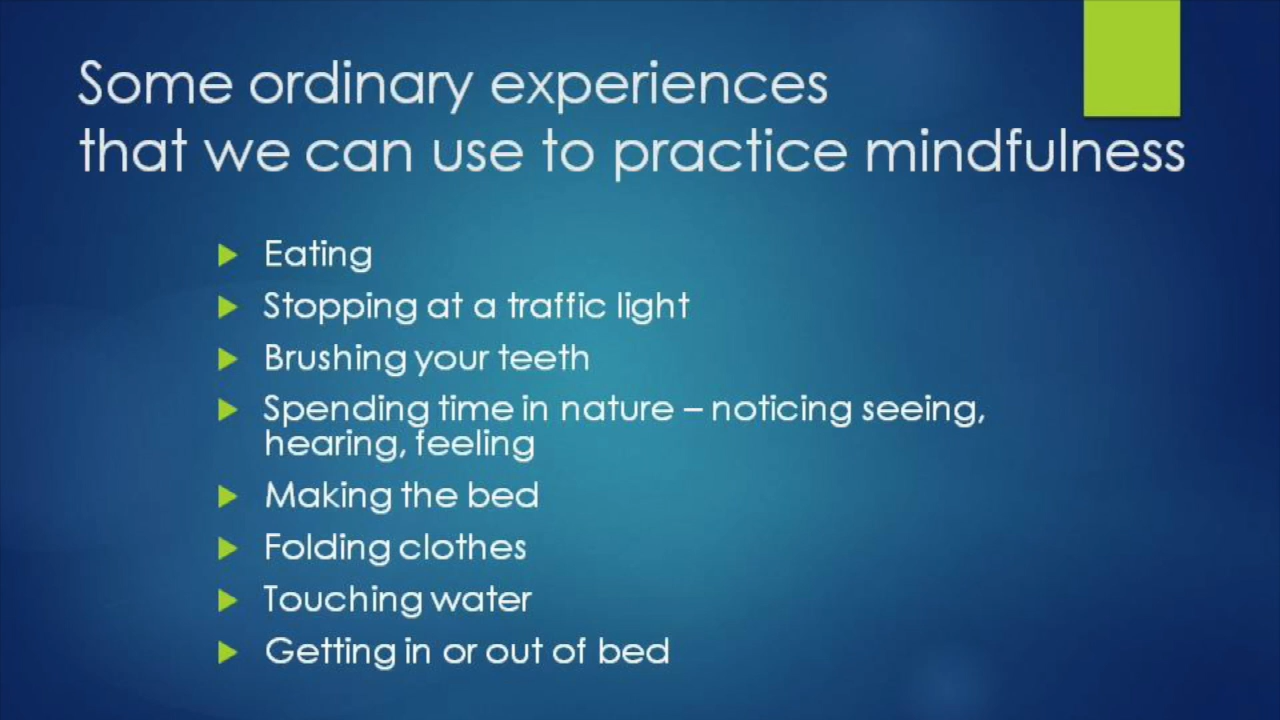 Some ordinary experiences
that we can use to practice mindfulness
Eating
Stopping at a traffic light
Brushing your teeth
Spending time in nature – noticing seeing,
hearing, feeling
Making the bed
Folding clothes
Touching water
Getting in or out of bed